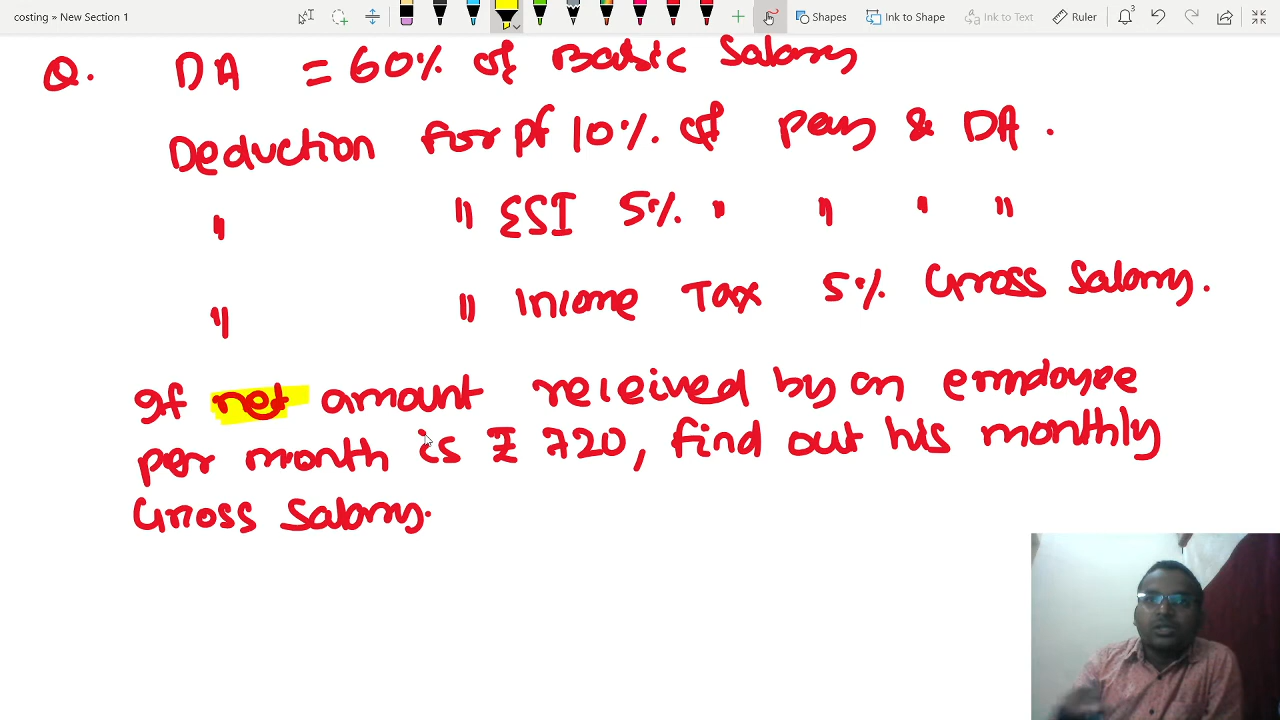 costing » New Section 1
Shapes
Ink to Shape
Ink to Text
Ruler
Q. DA = 60% of Basic Salary
Deduction for pf 10% of pay & DA.
" " ESI 5% " " " "
" " Income Tax 5% Gross Salary.
If net amount received by an employee
per month is ₹ 720, find out his monthly
Gross Salary.